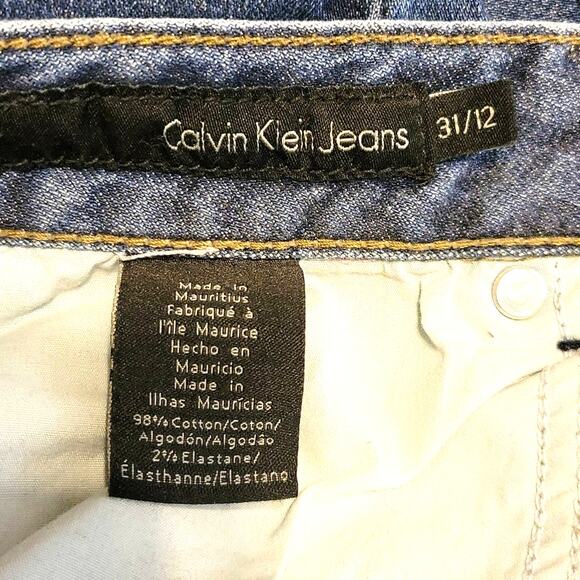 Calvin Klein Jeans
31/12
Made in
Mauritius
Fabriqué à
l'Île Maurice
Hecho en
Mauricio
Made in
Ilhas Maurícias
98% Cotton/Coton/
Algodón/Algodão
2% Elastane/
Élasthanne/Elastano